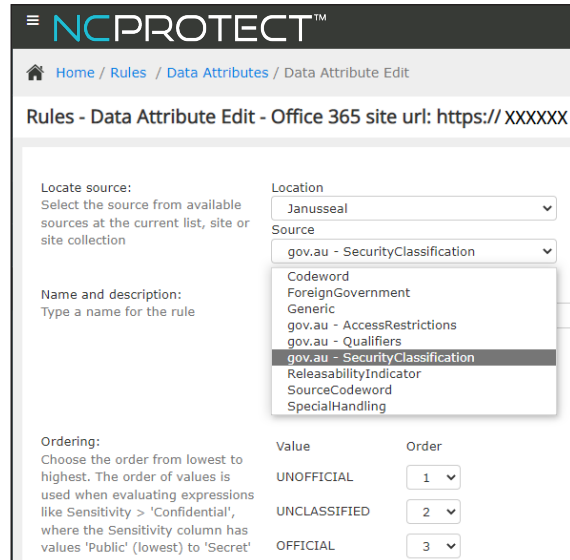 ≡ NCPROTECT™
Home / Rules / Data Attributes / Data Attribute Edit
Rules - Data Attribute Edit - Office 365 site url: https:// XXXXXX
Locate source:
Select the source from available
sources at the current list, site or
site collection
Location
Janusseal
Source
gov.au - SecurityClassification
Codeword
ForeignGovernment
Generic
gov.au - AccessRestrictions
gov.au - Qualifiers
gov.au - SecurityClassification
ReleasabilityIndicator
SourceCodeword
SpecialHandling
Name and description:
Type a name for the rule
Ordering:
Choose the order from lowest to
highest. The order of values is
used when evaluating expressions
like Sensitivity > 'Confidential',
where the Sensitivity column has
values 'Public' (lowest) to 'Secret'
Value Order
UNOFFICIAL 1
UNCLASSIFIED 2
OFFICIAL 3